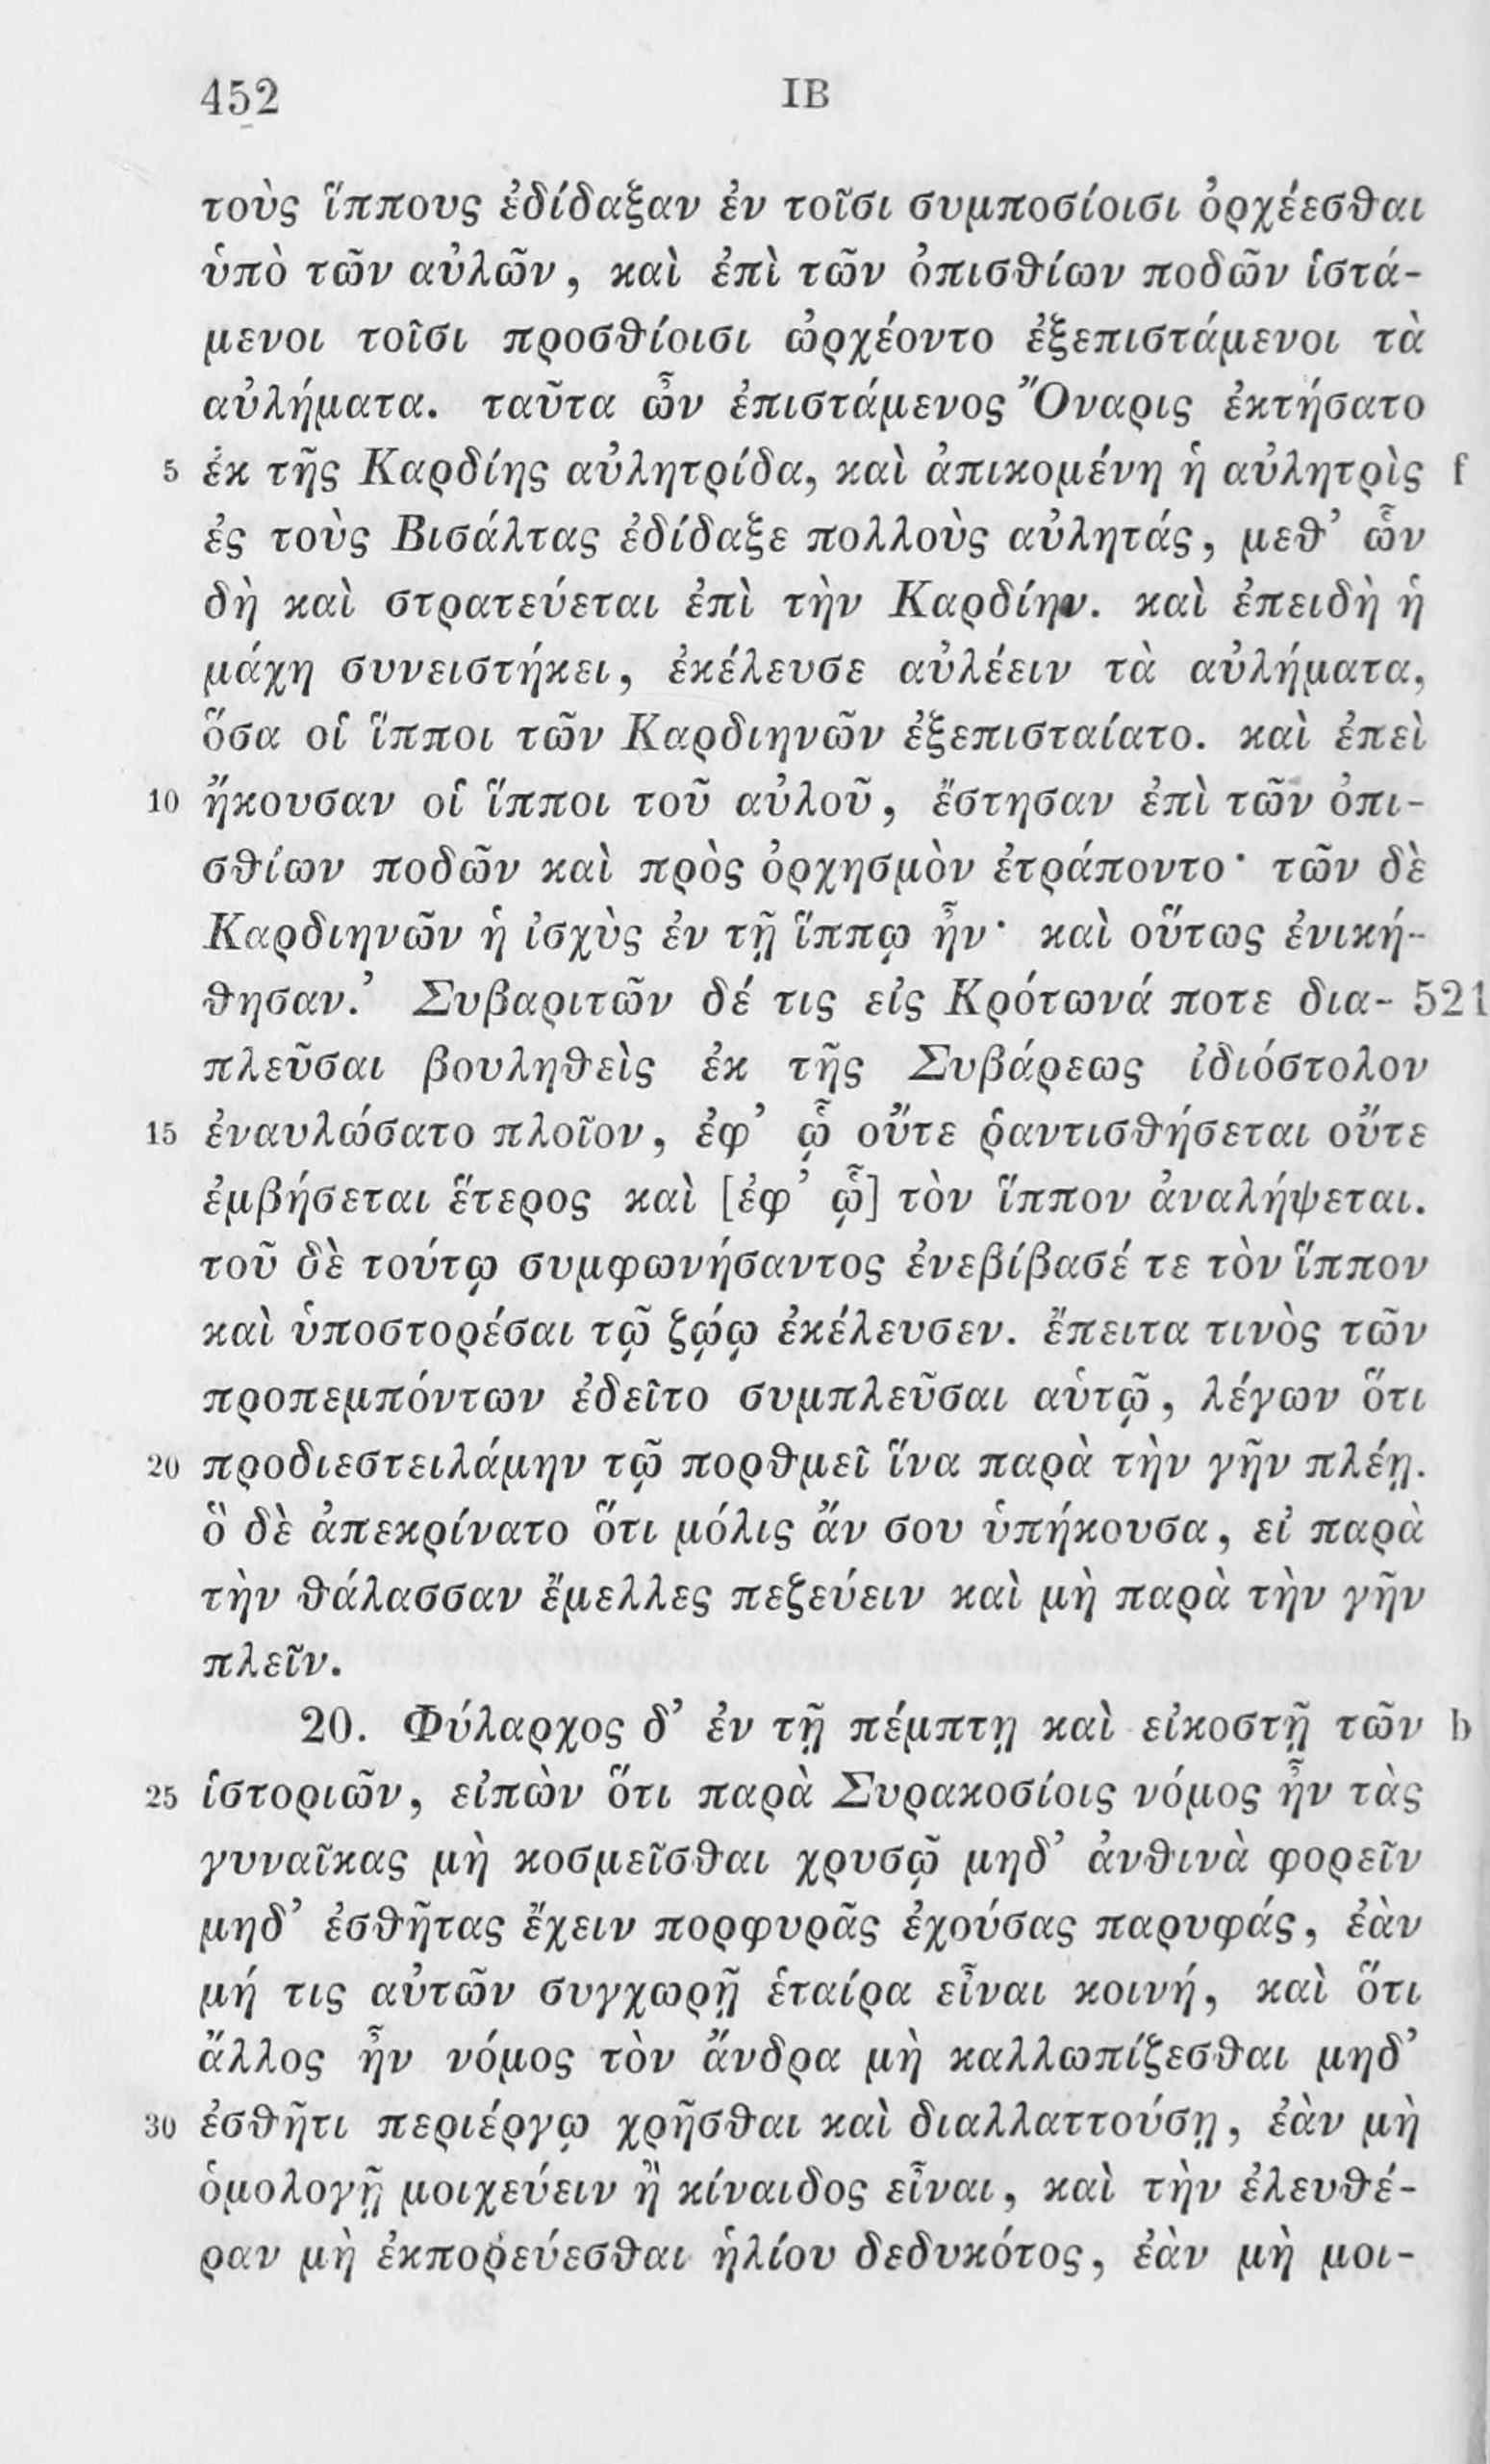 452 IB
τοὺς ἵππους ἐδίδαξαν ἐν τοῖσι συμποσίοισι ὀρχέεσθαι
ὑπὸ τῶν αὐλῶν, καὶ ἐπὶ τῶν ὀπισθίων ποδῶν ἱστά-
μενοι τοῖσι προσθίοισι ὠρχέοντο ἐξεπιστάμενοι τὰ
αὐλήματα. ταῦτα ὦν ἐπιστάμενος Ὄναρις ἐκτήσατο
5 ἐκ τῆς Καρδίης αὐλητρίδα, καὶ ἀπικομένη ἡ αὐλητρὶς f
ἐς τοὺς Βισάλτας ἐδίδαξε πολλοὺς αὐλητάς, μεθ’ ὧν
δὴ καὶ στρατεύεται ἐπὶ τὴν Καρδίην. καὶ ἐπειδὴ ἡ
μάχη συνειστήκει, ἐκέλευσε αὐλέειν τὰ αὐλήματα,
ὅσα οἱ ἵπποι τῶν Καρδιηνῶν ἐξεπισταίατο. καὶ ἐπεὶ
10 ἤκουσαν οἱ ἵπποι τοῦ αὐλοῦ, ἔστησαν ἐπὶ τῶν ὀπι-
σθίων ποδῶν καὶ πρὸς ὀρχησμὸν ἐτράποντο· τῶν δὲ
Καρδιηνῶν ἡ ἰσχὺς ἐν τῇ ἵππῳ ἦν· καὶ οὕτως ἐνική-
θησαν.’ Συβαριτῶν δέ τις εἰς Κρότωνά ποτε δια- 521
πλεῦσαι βουληθεὶς ἐκ τῆς Συβάρεως ἰδιόστολον
15 ἐναυλώσατο πλοῖον, ἐφ’ ᾧ οὔτε ῥαντισθήσεται οὔτε
ἐμβήσεται ἕτερος καὶ [ἐφ’ ᾧ] τὸν ἵππον ἀναλήψεται.
τοῦ δὲ τούτῳ συμφωνήσαντος ἐνεβίβασέ τε τὸν ἵππον
καὶ ὑποστορέσαι τῷ ζῴῳ ἐκέλευσεν. ἔπειτα τινὸς τῶν
προπεμπόντων ἐδεῖτο συμπλεῦσαι αὑτῷ, λέγων ὅτι
20 προδιεστειλάμην τῷ πορθμεῖ ἵνα παρὰ τὴν γῆν πλέῃ.
ὃ δὲ ἀπεκρίνατο ὅτι μόλις ἄν σου ὑπήκουσα, εἰ παρὰ
τὴν θάλασσαν ἔμελλες πεζεύειν καὶ μὴ παρὰ τὴν γῆν
πλεῖν.
20. Φύλαρχος δ’ ἐν τῇ πέμπτῃ καὶ εἰκοστῇ τῶν b
25 ἱστοριῶν, εἰπὼν ὅτι παρὰ Συρακοσίοις νόμος ἦν τὰς
γυναῖκας μὴ κοσμεῖσθαι χρυσῷ μηδ’ ἀνθινὰ φορεῖν
μηδ’ ἐσθῆτας ἔχειν πορφυρᾶς ἐχούσας παρυφάς, ἐὰν
μή τις αὐτῶν συγχωρῇ ἑταίρα εἶναι κοινή, καὶ ὅτι
ἄλλος ἦν νόμος τὸν ἄνδρα μὴ καλλωπίζεσθαι μηδ’
30 ἐσθῆτι περιέργῳ χρῆσθαι καὶ διαλλαττούσῃ, ἐὰν μὴ
ὁμολογῇ μοιχεύειν ἢ κίναιδος εἶναι, καὶ τὴν ἐλευθέ-
ραν μὴ ἐκπορεύεσθαι ἡλίου δεδυκότος, ἐὰν μὴ μοι-